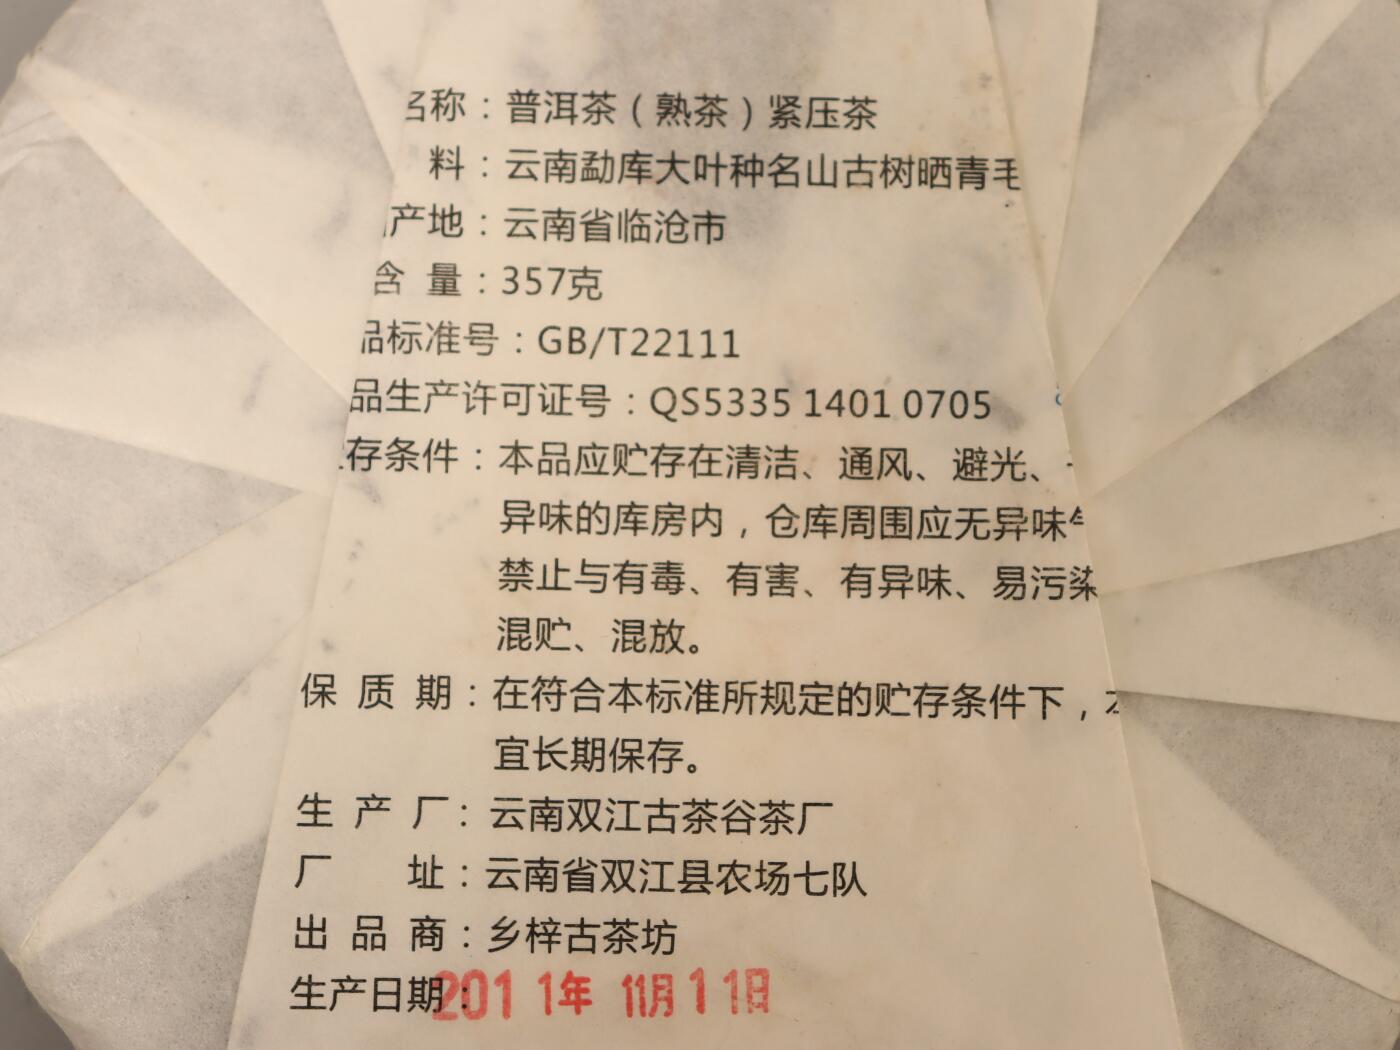 名称：普洱茶（熟茶）紧压茶
料：云南勐库大叶种名山古树晒青毛
产地：云南省临沧市
含 量：357克
品标准号：GB/T22111
品生产许可证号：QS5335 1401 0705
存条件：本品应贮存在清洁、通风、避光、
异味的库房内，仓库周围应无异味
禁止与有毒、有害、有异味、易污染
混贮、混放。
保 质 期：在符合本标准所规定的贮存条件下，
宜长期保存。
生 产 厂：云南双江古茶谷茶厂
厂 址：云南省双江县农场七队
出 品 商：乡梓古茶坊
生产日期：2011年 11月11日